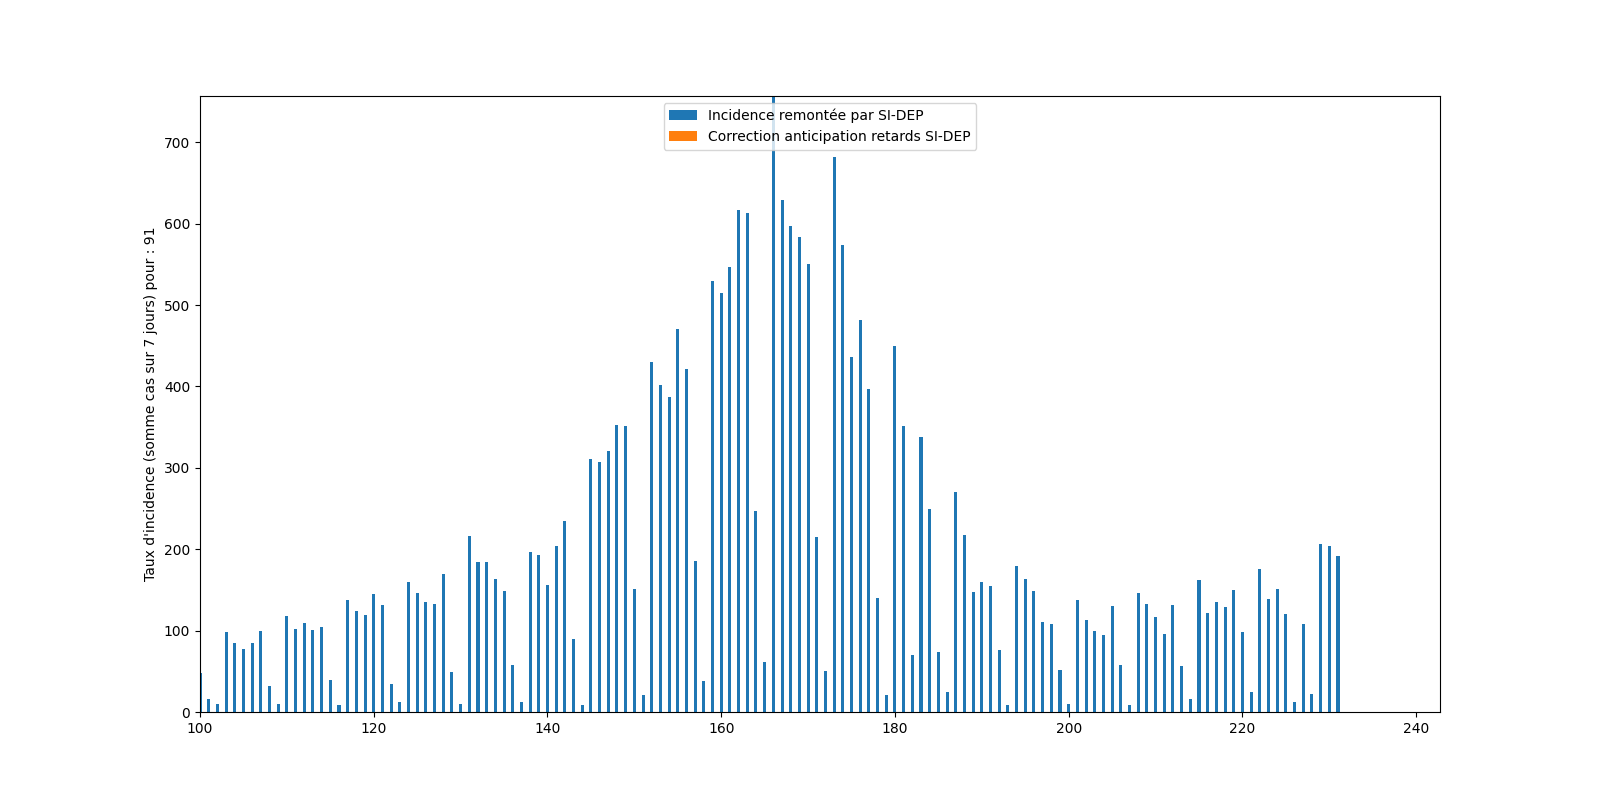 Incidence remontée par SI-DEP
Correction anticipation retards SI-DEP
Taux d'incidence (somme cas sur 7 jours) pour : 91
700
600
500
400
300
200
100
0
100 120 140 160 180 200 220 240